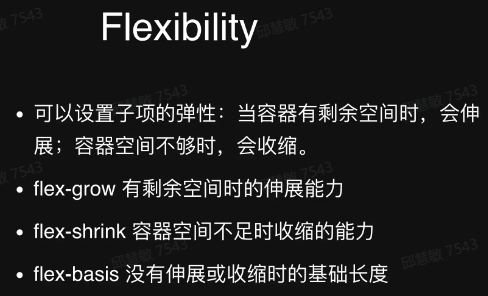 Flexibility
• 可以设置子项的弹性：当容器有剩余空间时，会伸
展；容器空间不够时，会收缩。
• flex-grow 有剩余空间时的伸展能力
• flex-shrink 容器空间不足时收缩的能力
• flex-basis 没有伸展或收缩时的基础长度
邱慧敏 7543